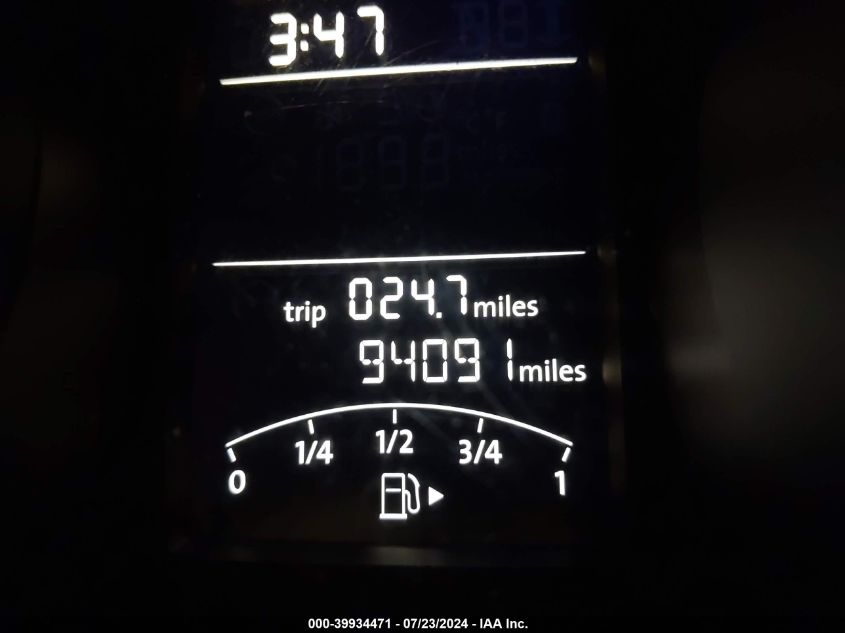 3:47
trip 024.7 miles
94091 miles
1/4 1/2 3/4
0 1
000-39934471 - 07/23/2024 - IAA Inc.